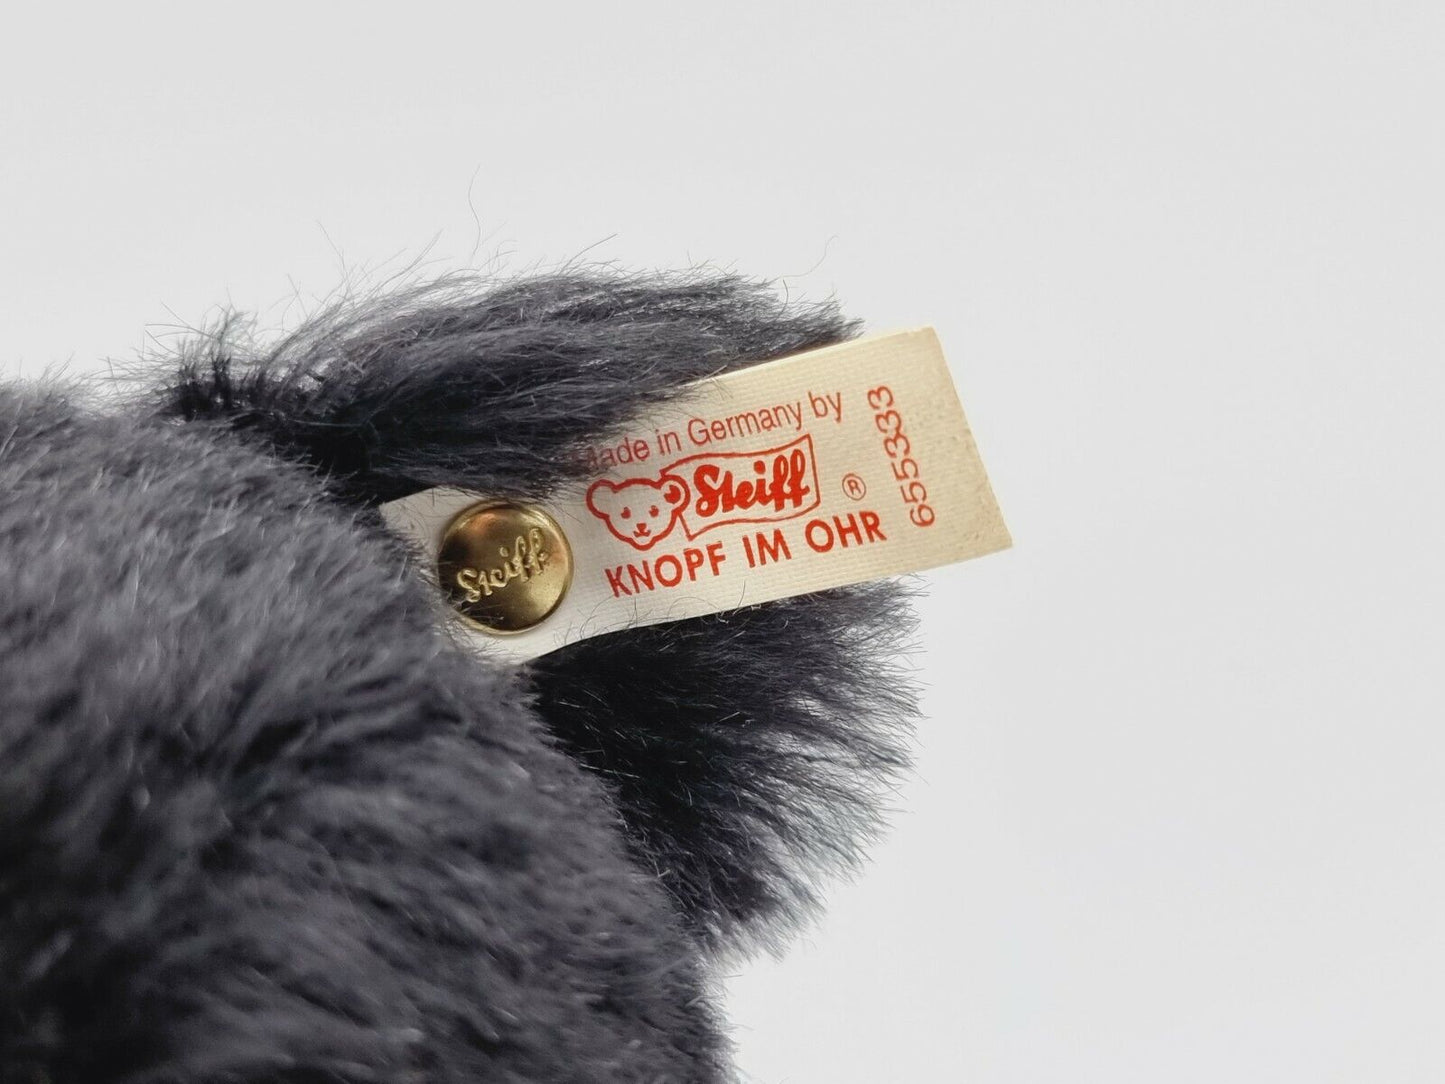 Made in Germany by
Steiff ®
KNOPF IM OHR
655333
Steiff